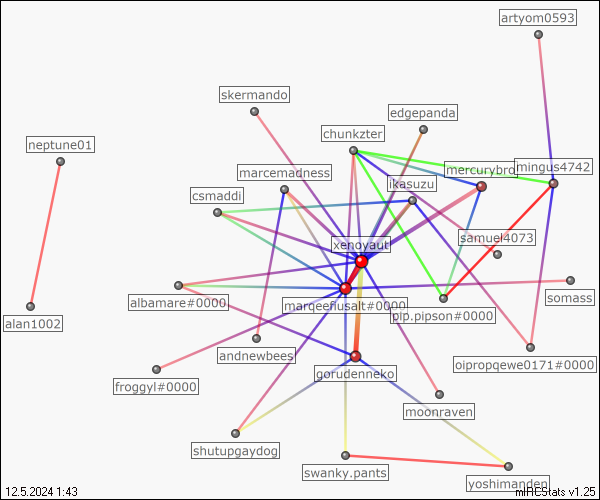 artyom0593
skermando
edgepanda
chunkzter
neptune01
mercurybro
mingus4742
marcemadness
ikasuzu
csmaddi
samuel4073
xenoyaut
albamare#0000
marqeefiusalt#0000
pip.pipson#0000
somass
alan1002
andnewbees
oipropqewe0171#0000
froggyl#0000
gorudenneko
moonraven
shutupgaydog
swanky.pants
yoshimanden
12.5.2024 1:43
mIRCStats v1.25